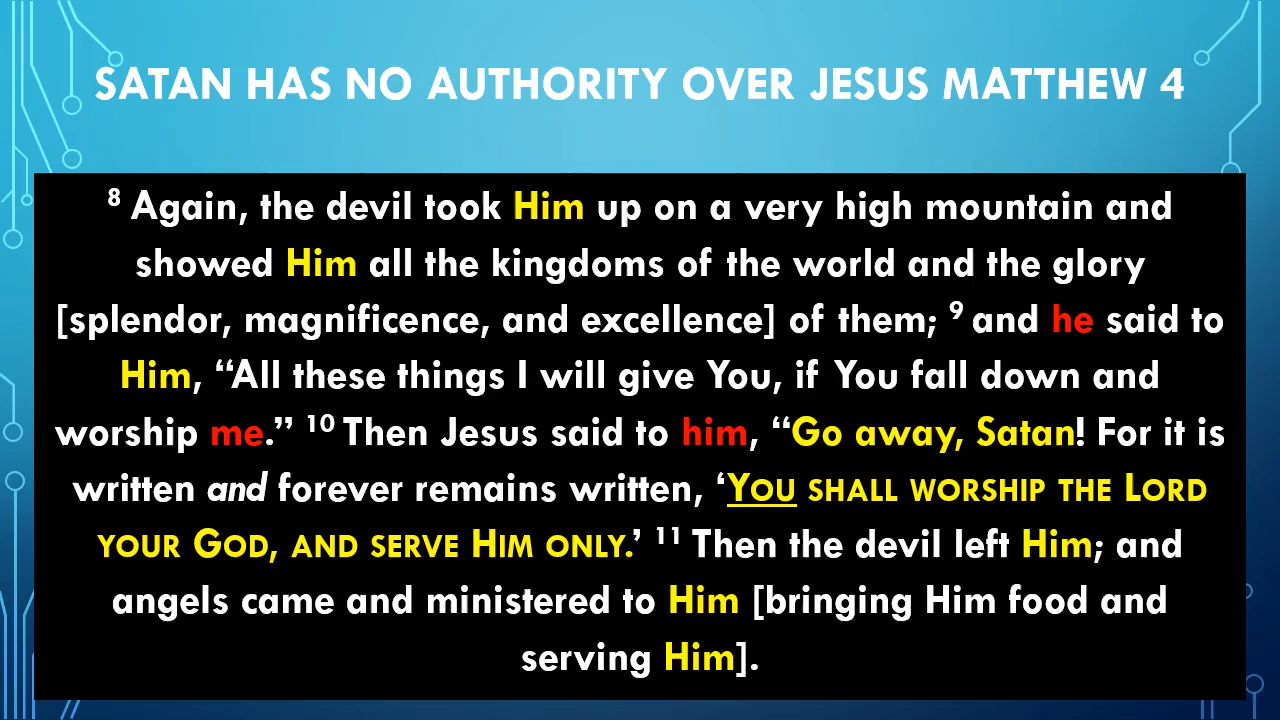 SATAN HAS NO AUTHORITY OVER JESUS MATTHEW 4
8 Again, the devil took Him up on a very high mountain and
showed Him all the kingdoms of the world and the glory
[splendor, magnificence, and excellence] of them; 9 and he said to
Him, “All these things I will give You, if You fall down and
worship me.” 10 Then Jesus said to him, “Go away, Satan! For it is
written and forever remains written, ‘You shall worship the Lord
your God, and serve Him only.’ 11 Then the devil left Him; and
angels came and ministered to Him [bringing Him food and
serving Him].